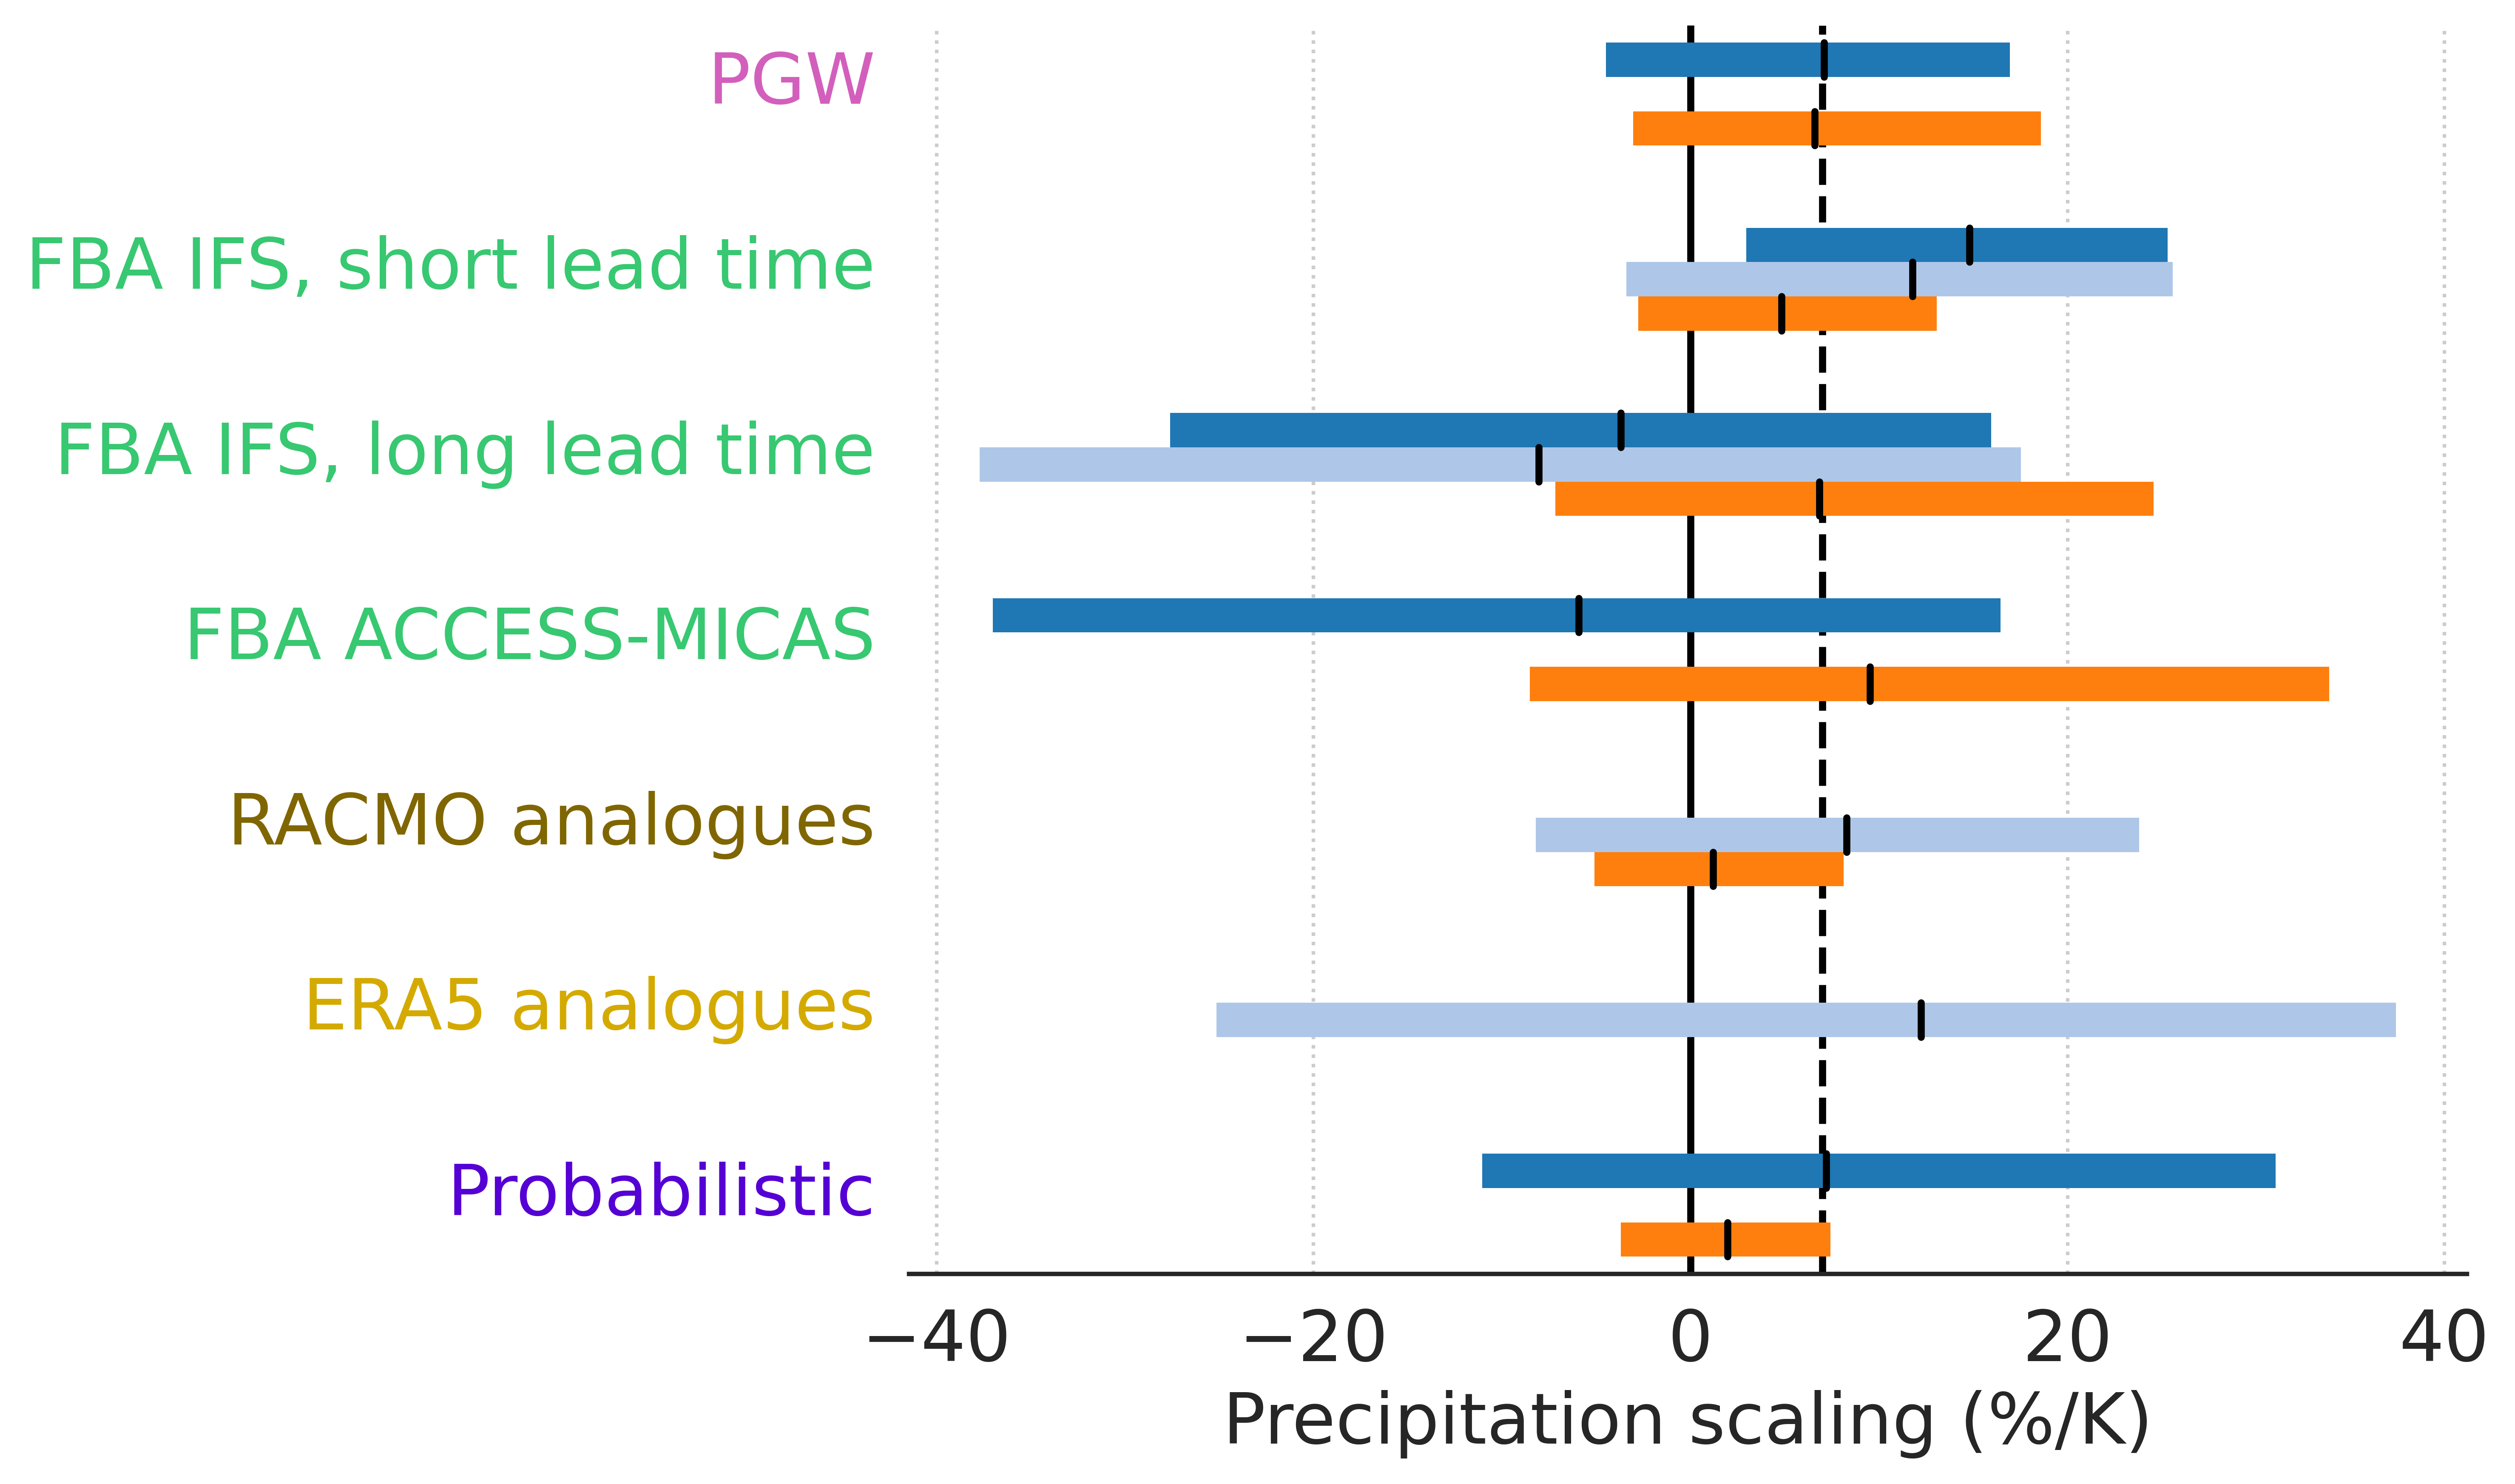 PGW
FBA IFS, short lead time
FBA IFS, long lead time
FBA ACCESS-MICAS
RACMO analogues
ERA5 analogues
Probabilistic
−40 −20 0 20 40
Precipitation scaling (%/K)